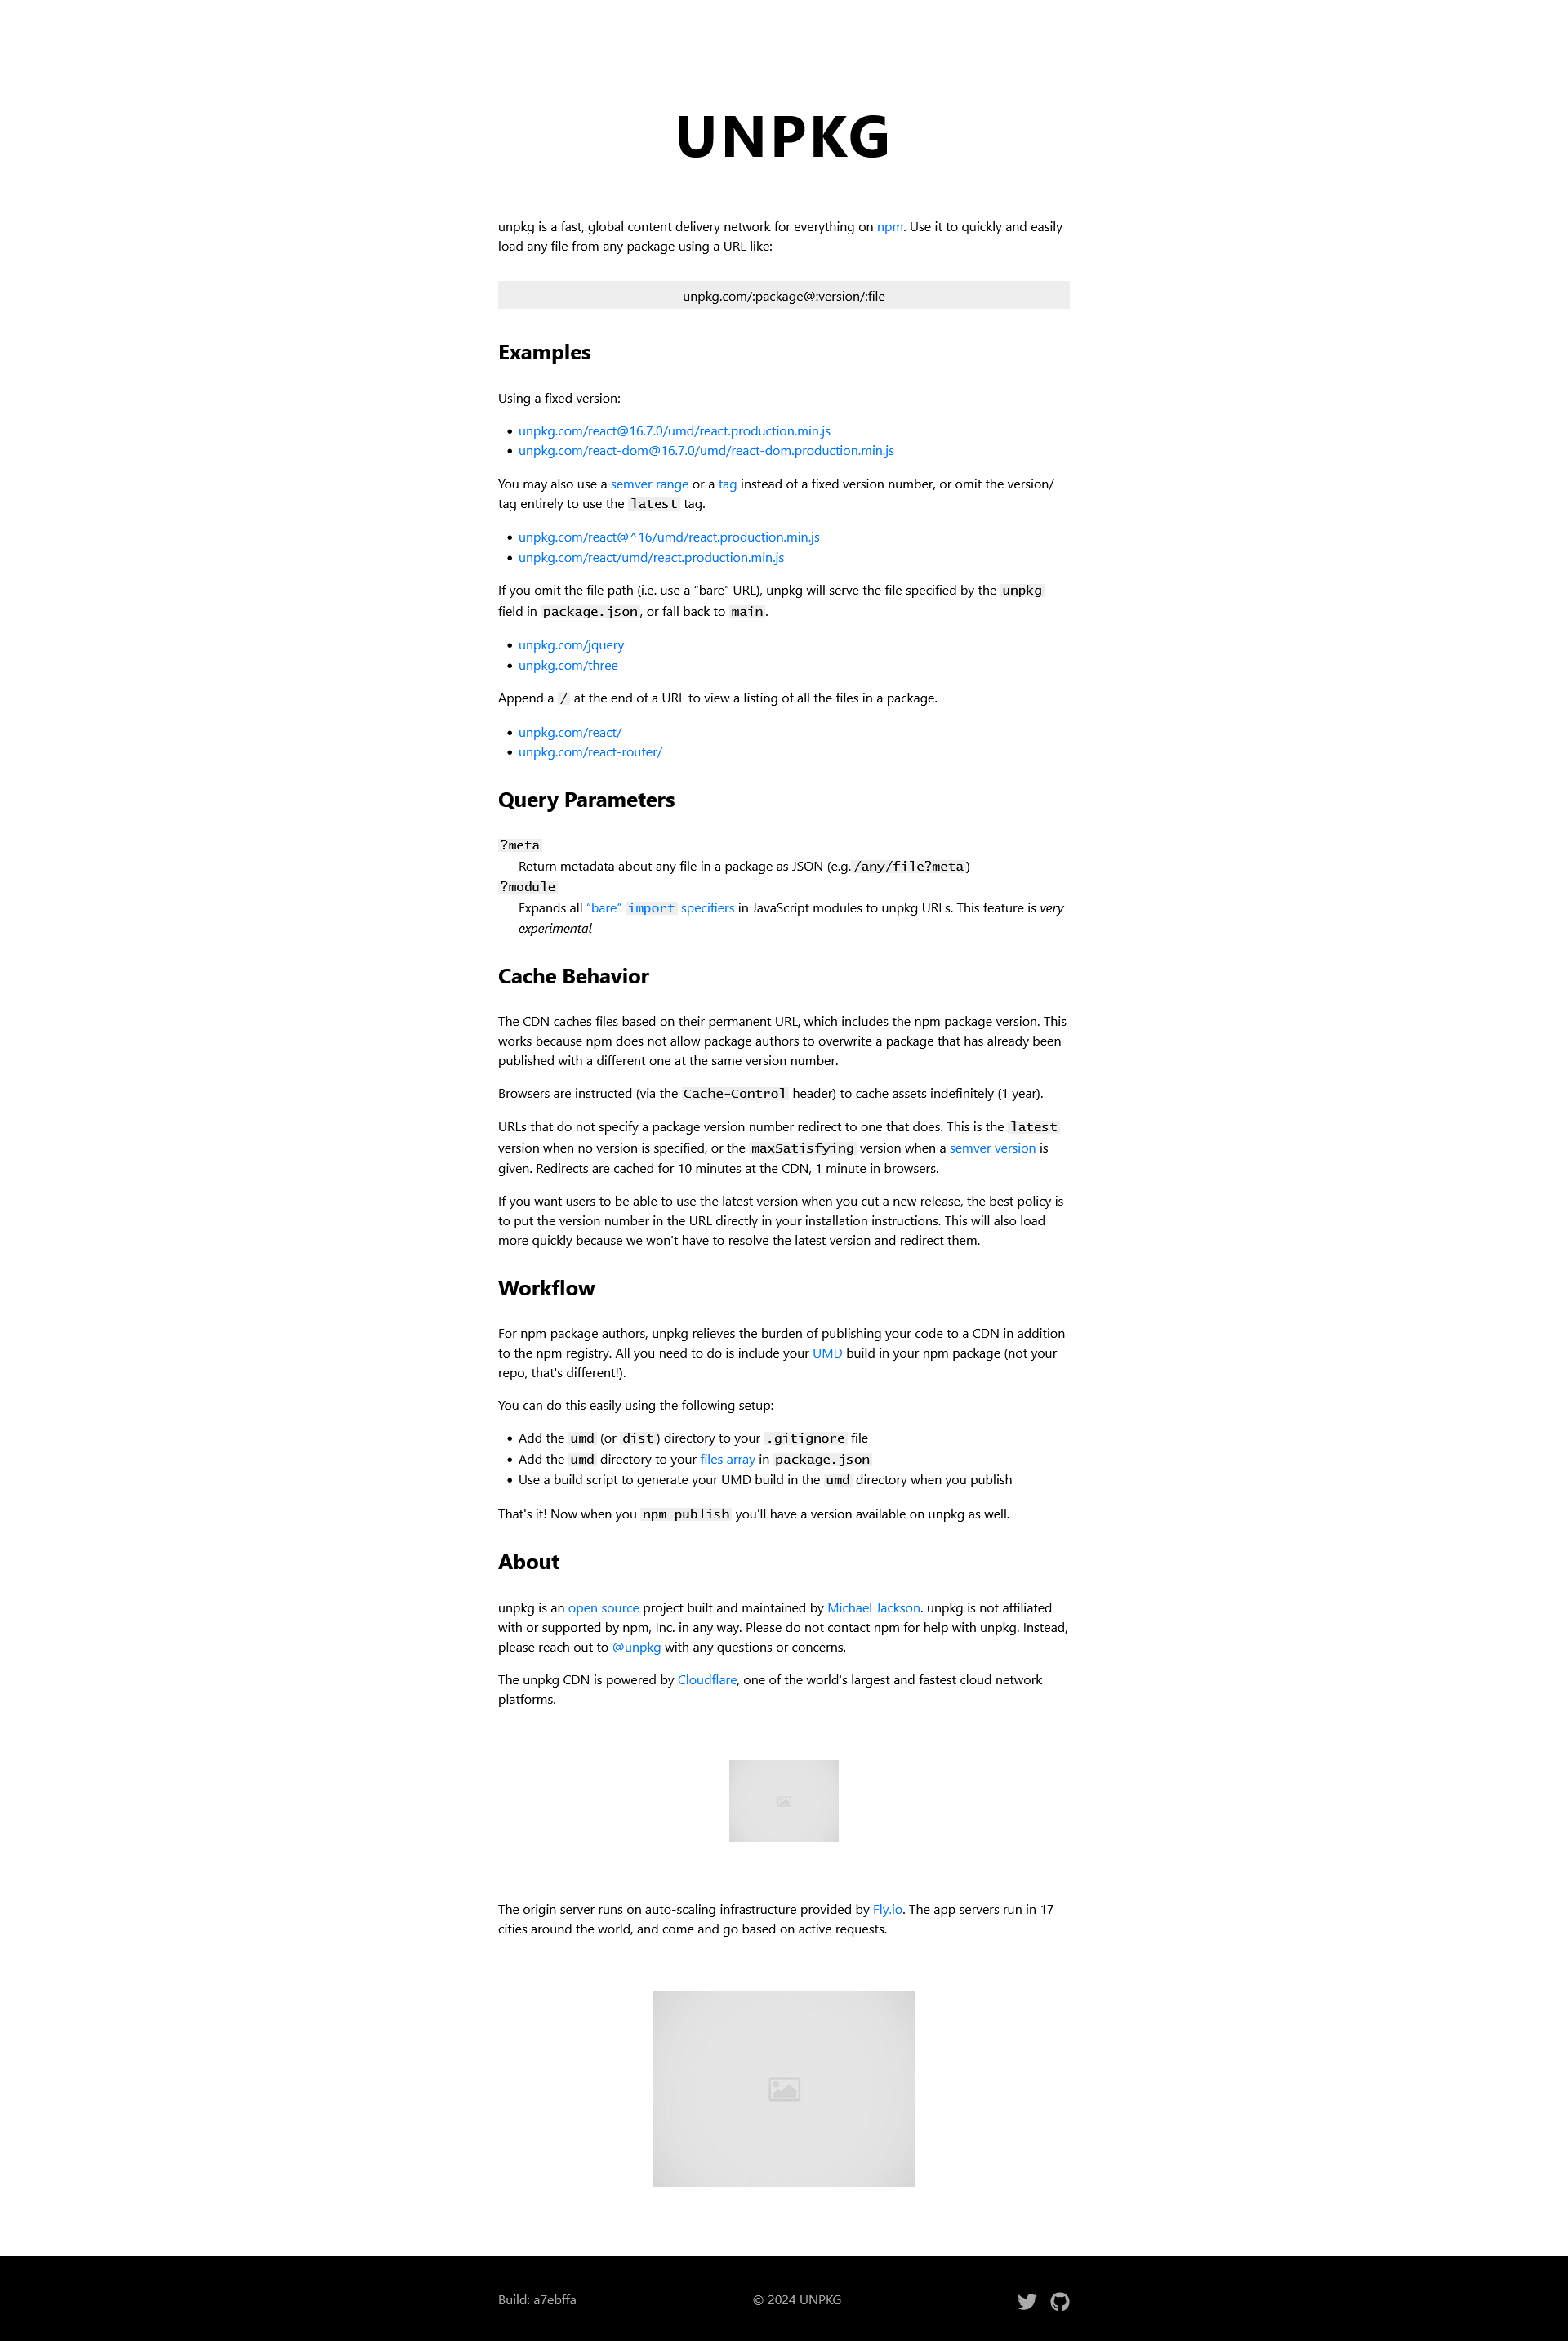 UNPKG
unpkg is a fast, global content delivery network for everything on npm. Use it to quickly and easily
load any file from any package using a URL like:
unpkg.com/:package@:version/:file
Examples
Using a fixed version:
• unpkg.com/react@16.7.0/umd/react.production.min.js
• unpkg.com/react-dom@16.7.0/umd/react-dom.production.min.js
You may also use a semver range or a tag instead of a fixed version number, or omit the version/
tag entirely to use the latest tag.
• unpkg.com/react@^16/umd/react.production.min.js
• unpkg.com/react/umd/react.production.min.js
If you omit the file path (i.e. use a “bare” URL), unpkg will serve the file specified by the unpkg
field in package.json, or fall back to main.
• unpkg.com/jquery
• unpkg.com/three
Append a / at the end of a URL to view a listing of all the files in a package.
• unpkg.com/react/
• unpkg.com/react-router/
Query Parameters
?meta
Return metadata about any file in a package as JSON (e.g./any/file?meta)
?module
Expands all “bare” import specifiers in JavaScript modules to unpkg URLs. This feature is very
experimental
Cache Behavior
The CDN caches files based on their permanent URL, which includes the npm package version. This
works because npm does not allow package authors to overwrite a package that has already been
published with a different one at the same version number.
Browsers are instructed (via the Cache-Control header) to cache assets indefinitely (1 year).
URLs that do not specify a package version number redirect to one that does. This is the latest
version when no version is specified, or the maxSatisfying version when a semver version is
given. Redirects are cached for 10 minutes at the CDN, 1 minute in browsers.
If you want users to be able to use the latest version when you cut a new release, the best policy is
to put the version number in the URL directly in your installation instructions. This will also load
more quickly because we won't have to resolve the latest version and redirect them.
Workflow
For npm package authors, unpkg relieves the burden of publishing your code to a CDN in addition
to the npm registry. All you need to do is include your UMD build in your npm package (not your
repo, that's different!).
You can do this easily using the following setup:
• Add the umd (or dist) directory to your .gitignore file
• Add the umd directory to your files array in package.json
• Use a build script to generate your UMD build in the umd directory when you publish
That's it! Now when you npm publish you'll have a version available on unpkg as well.
About
unpkg is an open source project built and maintained by Michael Jackson. unpkg is not affiliated
with or supported by npm, Inc. in any way. Please do not contact npm for help with unpkg. Instead,
please reach out to @unpkg with any questions or concerns.
The unpkg CDN is powered by Cloudflare, one of the world's largest and fastest cloud network
platforms.
The origin server runs on auto-scaling infrastructure provided by Fly.io. The app servers run in 17
cities around the world, and come and go based on active requests.
Build: a7ebffa
© 2024 UNPKG